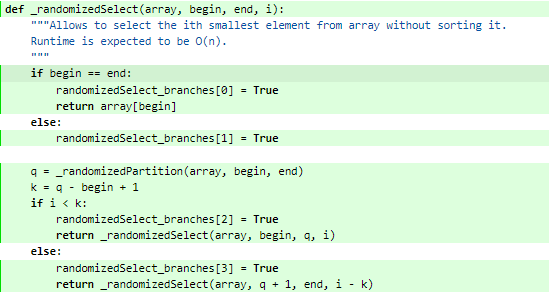 def _randomizedSelect(array, begin, end, i):
    """Allows to select the ith smallest element from array without sorting it.
    Runtime is expected to be O(n).
    """
    if begin == end:
        randomizedSelect_branches[0] = True
        return array[begin]
    else:
        randomizedSelect_branches[1] = True

    q = _randomizedPartition(array, begin, end)
    k = q - begin + 1
    if i < k:
        randomizedSelect_branches[2] = True
        return _randomizedSelect(array, begin, q, i)
    else:
        randomizedSelect_branches[3] = True
        return _randomizedSelect(array, q + 1, end, i - k)